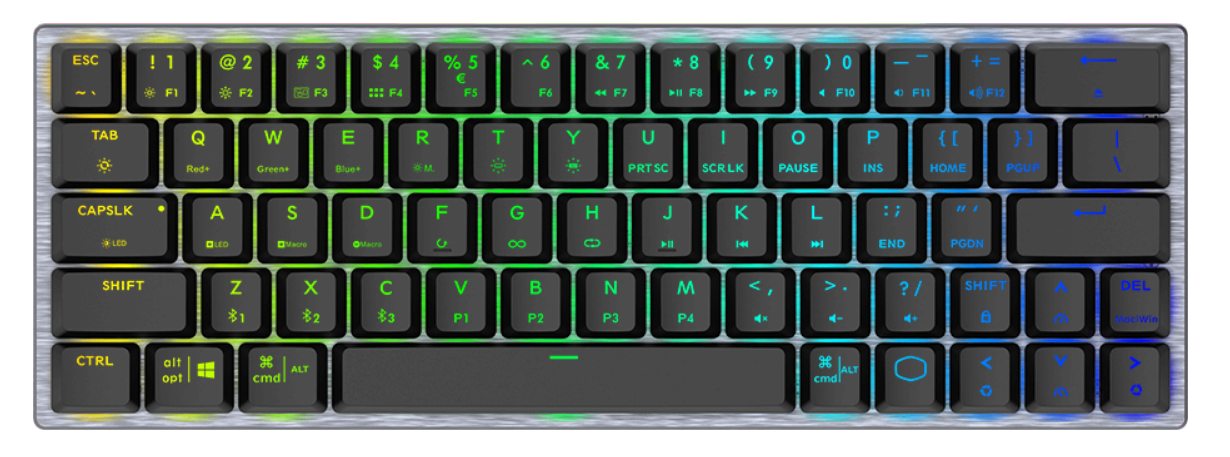 ESC ! 1 @ 2 # 3 $ 4 % 5 ^ 6 & 7 * 8 ( 9 ) 0 — – + =
€
~ ` F1 F2 F3 F4 F5 F6 F7 F8 F9 F10 F11 F12
TAB Q W E R T Y U I O P { [ } ] |
Red+ Green+ Blue+ M. PRTSC SCRLK PAUSE INS HOME PGUP \
CAPSLK A S D F G H J K L : ; " '
LED LED Macro Macro END PGDN
SHIFT Z X C V B N M < , > . ? / SHIFT DEL
1 2 3 P1 P2 P3 P4 Mac/Win
CTRL alt ⌘ ⌘
opt cmd ALT cmd ALT